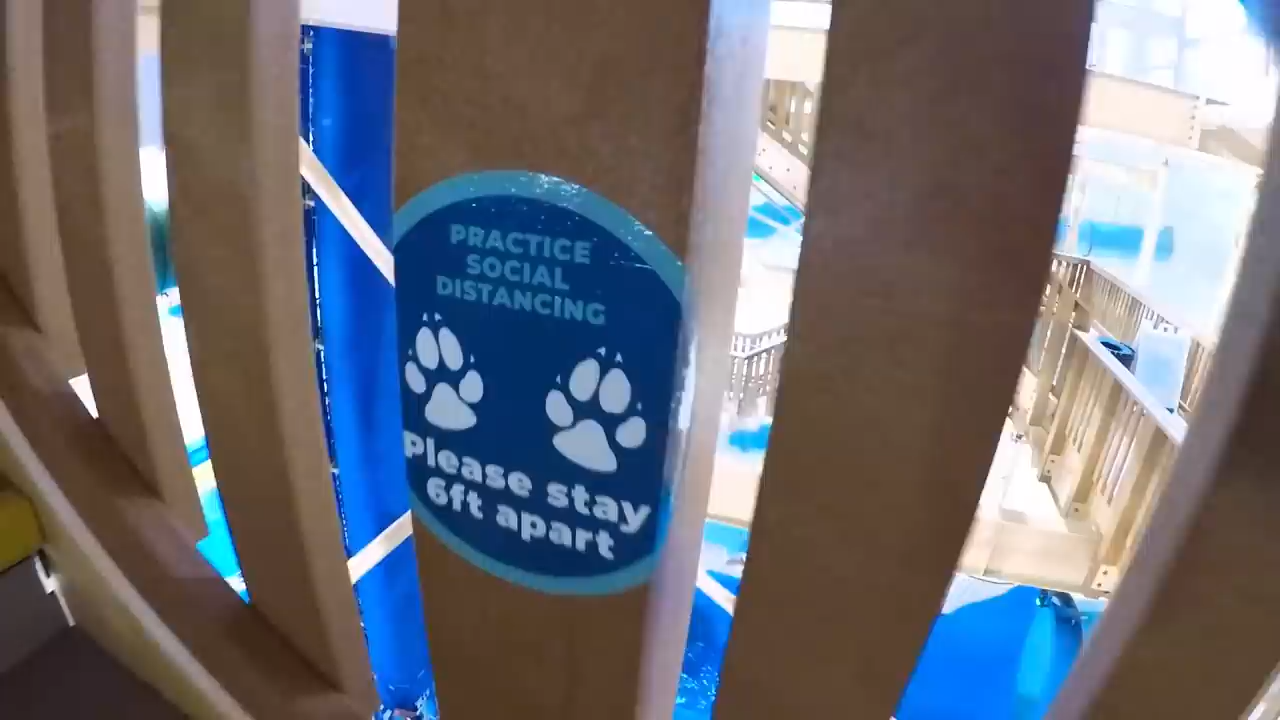 PRACTICE
SOCIAL
DISTANCING
Please stay
6ft apart